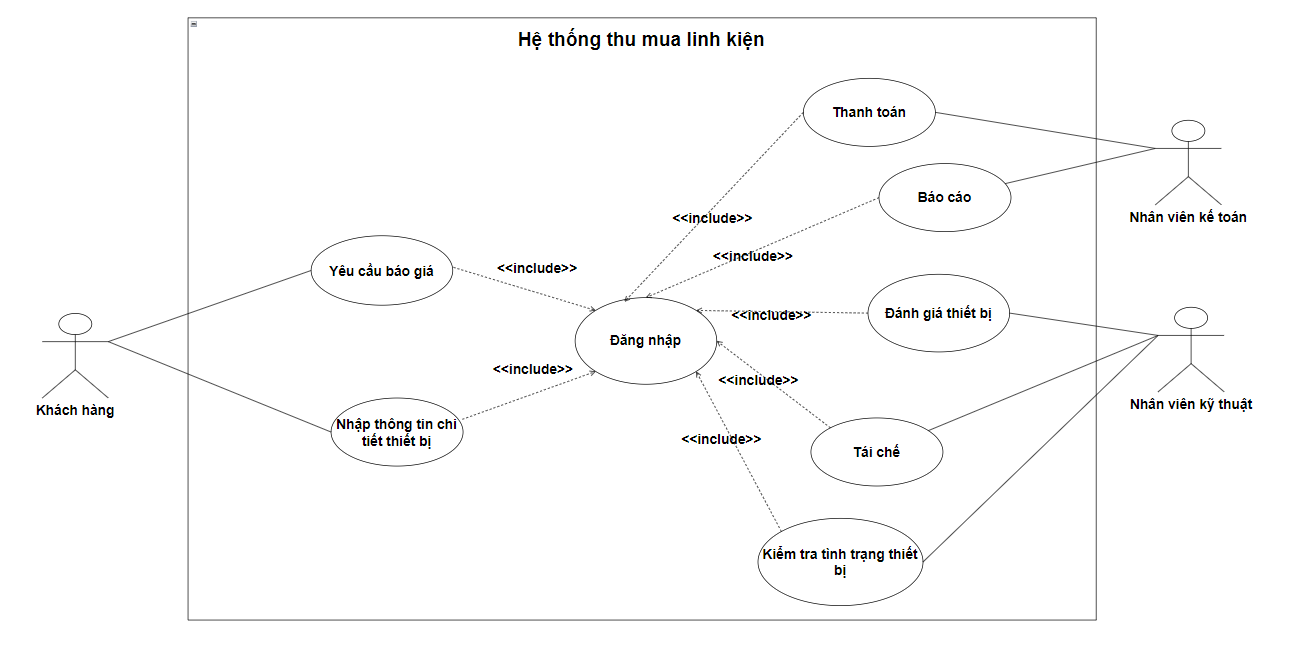 Hệ thống thu mua linh kiện
Thanh toán
Báo cáo
Nhân viên kế toán
<<include>>
<<include>>
<<include>>
Yêu cầu báo giá
<<include>>
Đánh giá thiết bị
Đăng nhập
<<include>>
<<include>>
Khách hàng
Nhân viên kỹ thuật
Nhập thông tin chi
tiết thiết bị
<<include>>
Tái chế
Kiểm tra tình trạng thiết
bị